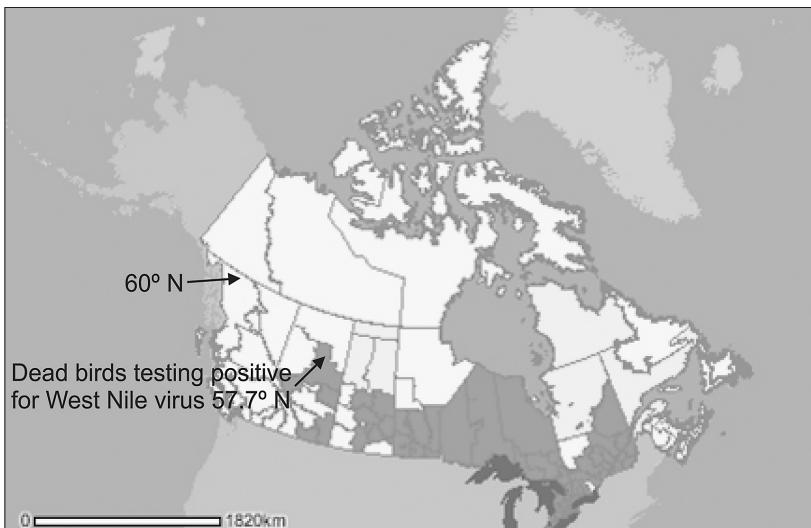 60º N
Dead birds testing positive
for West Nile virus 57.7º N
0 1820km